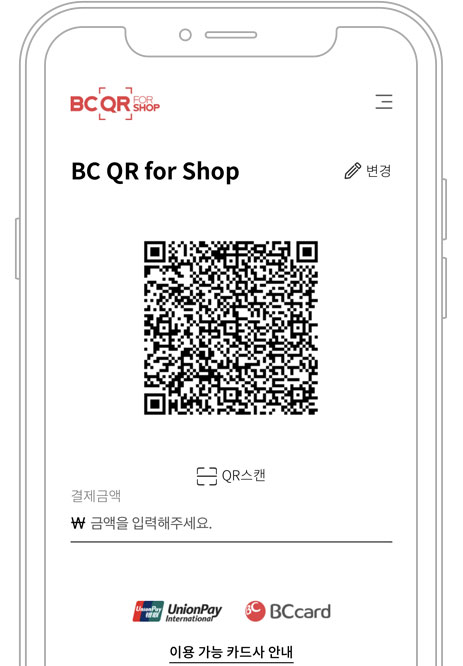 BC QR FOR SHOP
BC QR for Shop
변경
QR스캔
결제금액
₩ 금액을 입력해주세요.
UnionPay 银联 UnionPay International
BC BCcard
이용 가능 카드사 안내